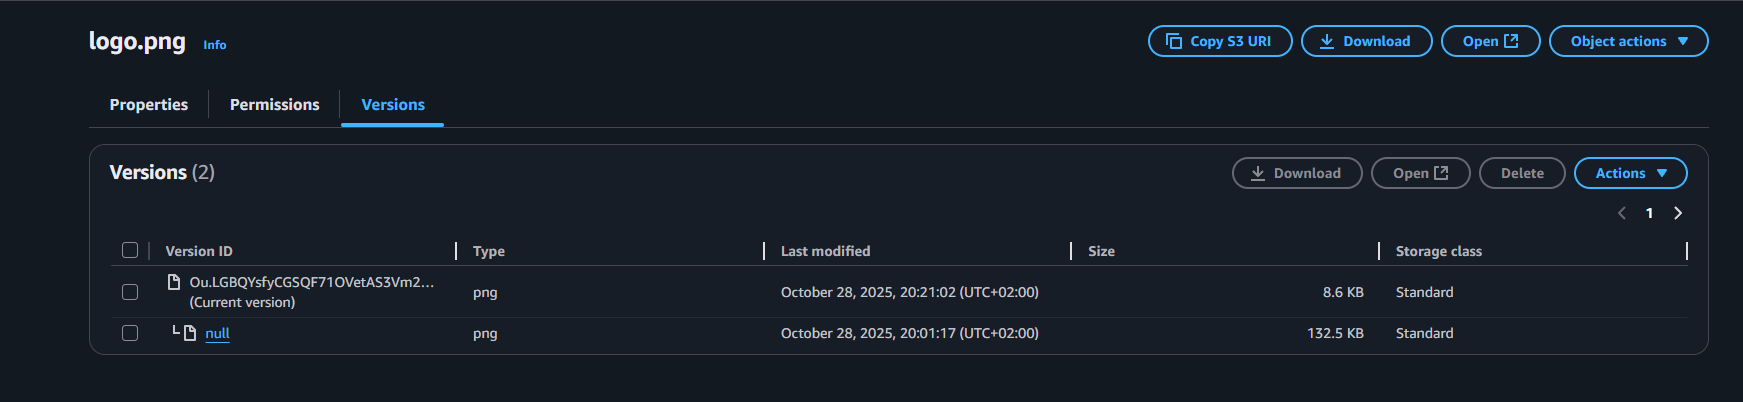 logo.png Info Copy S3 URI Download Open Object actions
Properties Permissions Versions
Versions (2) Download Open Delete Actions
1
Version ID Type Last modified Size Storage class
Ou.LGBQYsfyCGSQF71OVetAS3Vm2...
(Current version) png October 28, 2025, 20:21:02 (UTC+02:00) 8.6 KB Standard
null png October 28, 2025, 20:01:17 (UTC+02:00) 132.5 KB Standard